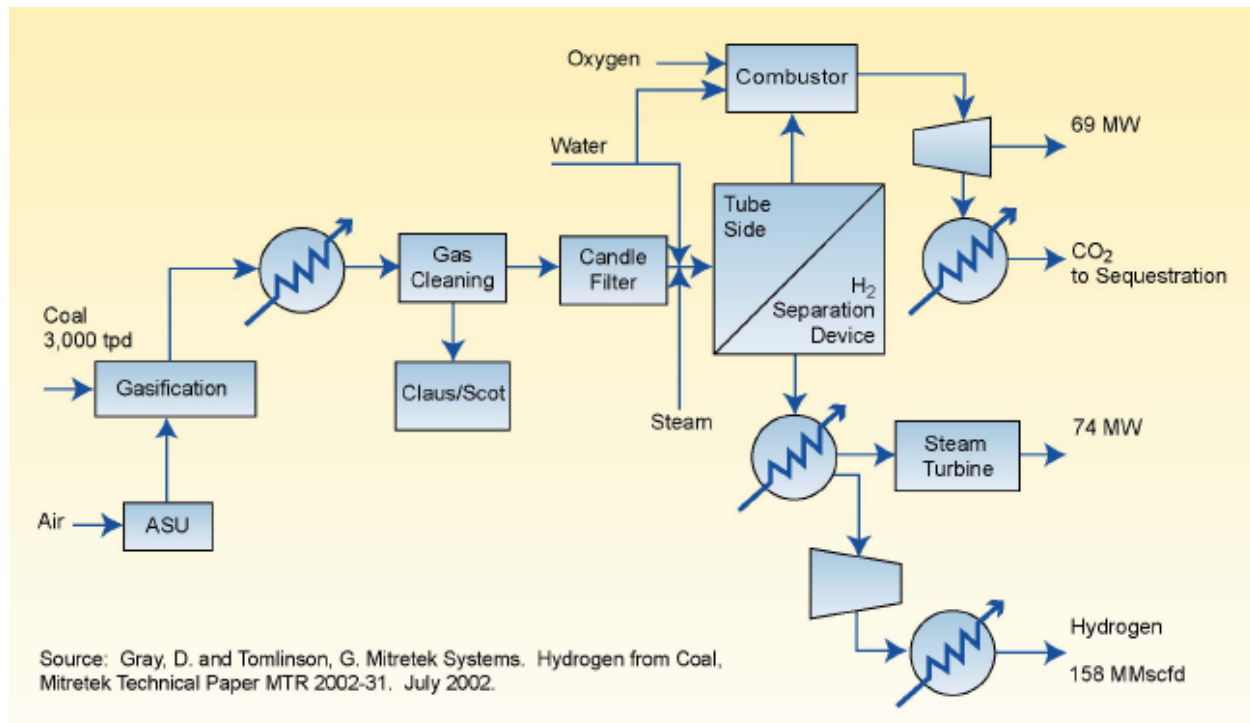 Oxygen
Combustor
69 MW
Water
Tube
Side
Gas
Cleaning
Candle
Filter
H2
Separation
Device
CO2
to Sequestration
Coal
3,000 tpd
Gasification
Claus/Scot
Steam
74 MW
Steam
Turbine
Air
ASU
Hydrogen
158 MMscfd
Source: Gray, D. and Tomlinson, G. Mitretek Systems. Hydrogen from Coal,
Mitretek Technical Paper MTR 2002-31. July 2002.